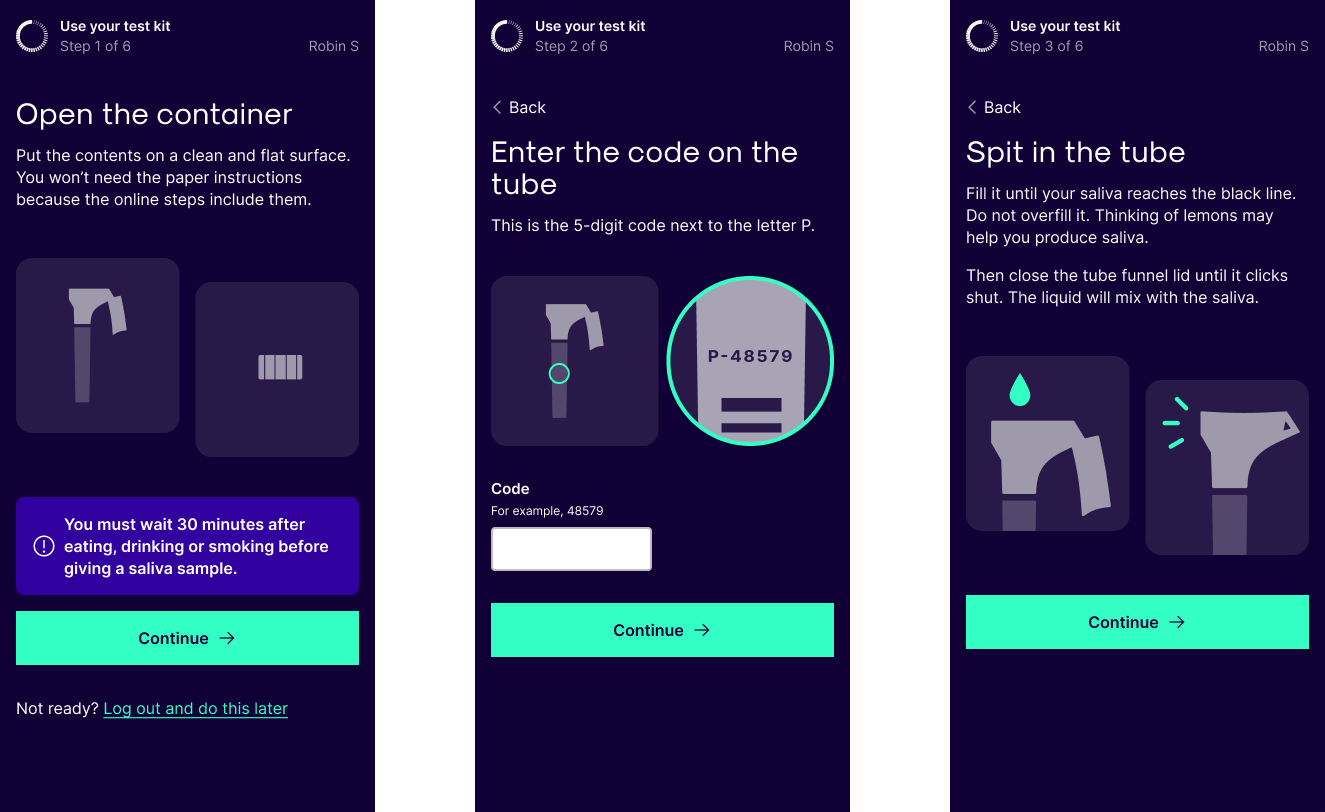 Use your test kit
Step 1 of 6
Robin S
Open the container
Put the contents on a clean and flat surface.
You won’t need the paper instructions
because the online steps include them.
You must wait 30 minutes after
eating, drinking or smoking before
giving a saliva sample.
Continue
Not ready? Log out and do this later
Use your test kit
Step 2 of 6
Robin S
Back
Enter the code on the
tube
This is the 5-digit code next to the letter P.
P-48579
Code
For example, 48579
Continue
Use your test kit
Step 3 of 6
Robin S
Back
Spit in the tube
Fill it until your saliva reaches the black line.
Do not overfill it. Thinking of lemons may
help you produce saliva.
Then close the tube funnel lid until it clicks
shut. The liquid will mix with the saliva.
Continue